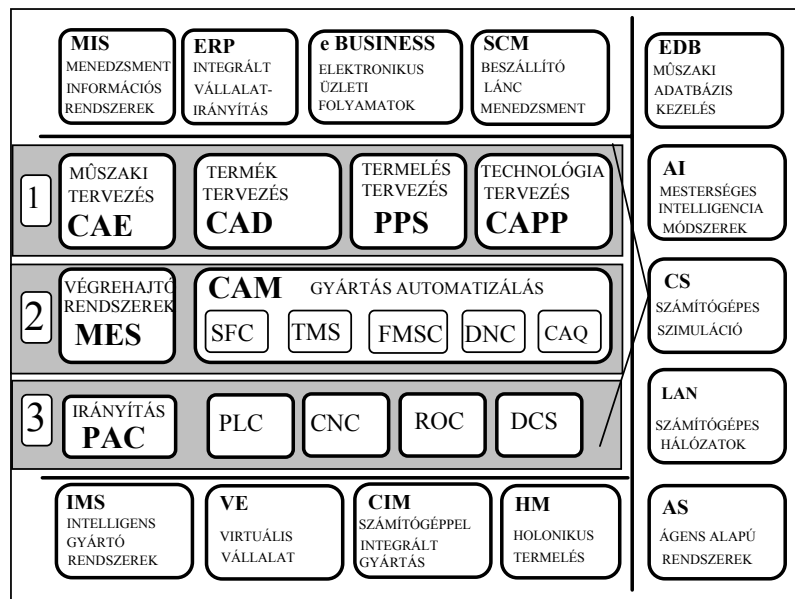 MIS
MENEDZSMENT
INFORMÁCIÓS
RENDSZEREK
ERP
INTEGRÁLT
VÁLLALAT-
IRÁNYÍTÁS
e BUSINESS
ELEKTRONIKUS
ÜZLETI
FOLYAMATOK
SCM
BESZÁLLÍTÓ
LÁNC
MENEDZSMENT
EDB
MÛSZAKI
ADATBÁZIS
KEZELÉS
1
MÛSZAKI
TERVEZÉS
CAE
TERMÉK
TERVEZÉS
CAD
TERMELÉS
TERVEZÉS
PPS
TECHNOLÓGIA
TERVEZÉS
CAPP
AI
MESTERSÉGES
INTELLIGENCIA
MÓDSZEREK
2
VÉGREHAJTÓ
RENDSZEREK
MES
CAM GYÁRTÁS AUTOMATIZÁLÁS
SFC
TMS
FMSC
DNC
CAQ
CS
SZÁMÍTÓGÉPES
SZIMULÁCIÓ
3
IRÁNYÍTÁS
PAC
PLC
CNC
ROC
DCS
LAN
SZÁMÍTÓGÉPES
HÁLÓZATOK
IMS
INTELLIGENS
GYÁRTÓ
RENDSZEREK
VE
VIRTUÁLIS
VÁLLALAT
CIM
SZÁMÍTÓGÉPPEL
INTEGRÁLT
GYÁRTÁS
HM
HOLONIKUS
TERMELÉS
AS
ÁGENS ALAPÚ
RENDSZEREK